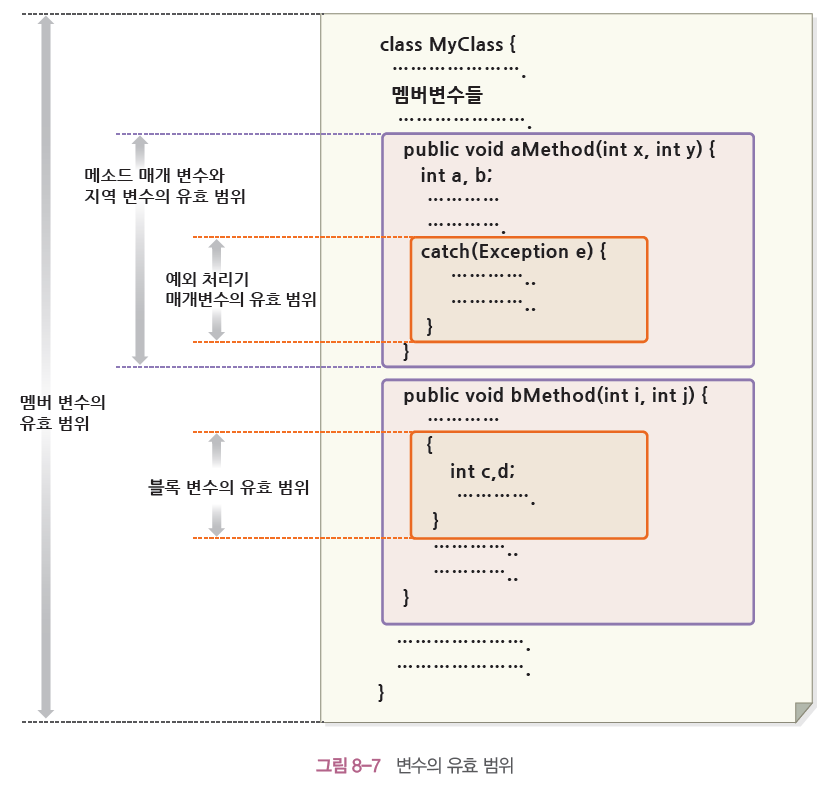 class MyClass {
…………………….
멤버변수들
…………………….
public void aMethod(int x, int y) {
int a, b;
…………
………….
catch(Exception e) {
…………..
…………..
}
}
public void bMethod(int i, int j) {
…………
{
int c,d;
………….
}
…………..
…………..
}
…………………….
…………………….
}
메소드 매개 변수와
지역 변수의 유효 범위
예외 처리기
매개변수의 유효 범위
멤버 변수의
유효 범위
블록 변수의 유효 범위
그림 8-7 변수의 유효 범위